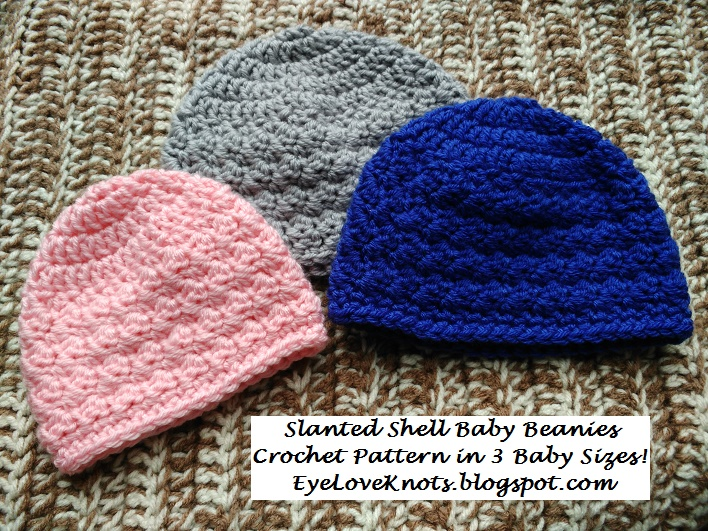 Slanted Shell Baby Beanies
Crochet Pattern in 3 Baby Sizes!
EyeLoveKnots.blogspot.com